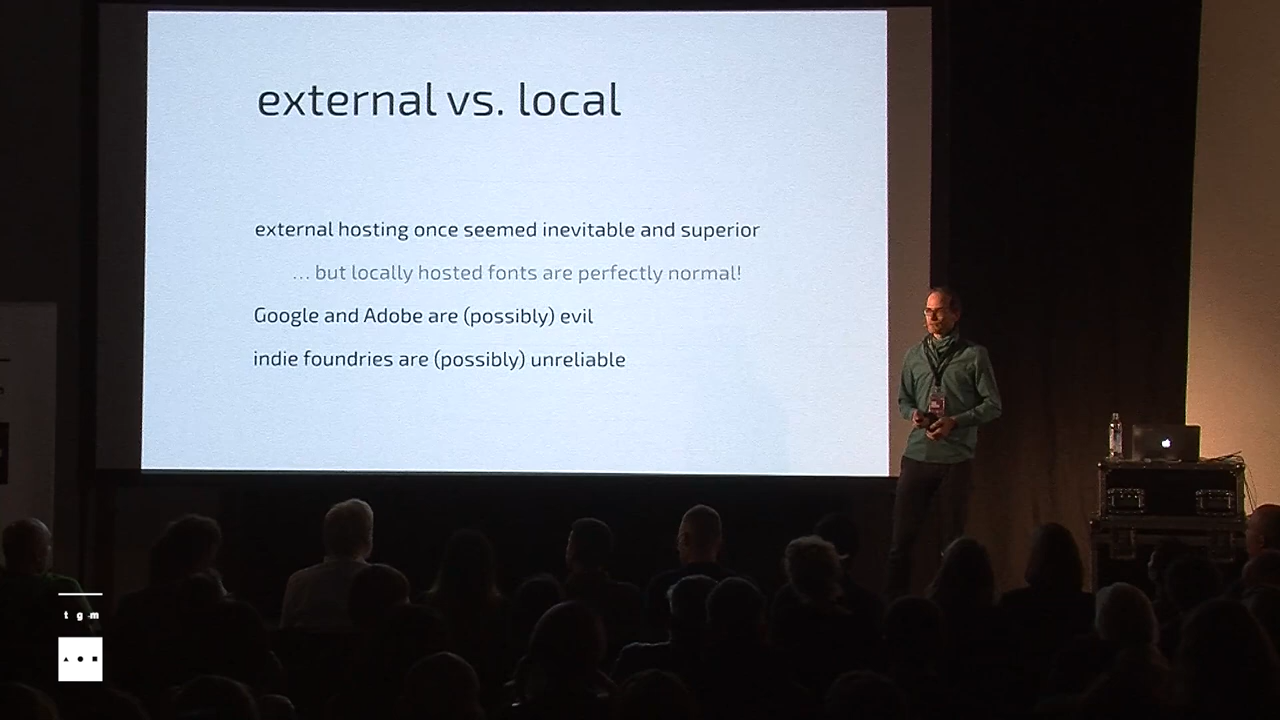 external vs. local
external hosting once seemed inevitable and superior
... but locally hosted fonts are perfectly normal!
Google and Adobe are (possibly) evil
indie foundries are (possibly) unreliable
t g m